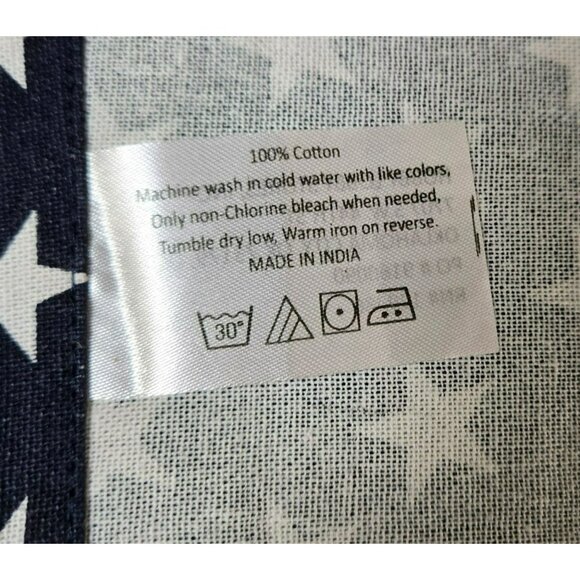 100% Cotton
Machine wash in cold water with like colors,
Only non-Chlorine bleach when needed,
Tumble dry low, Warm iron on reverse.
MADE IN INDIA
30°